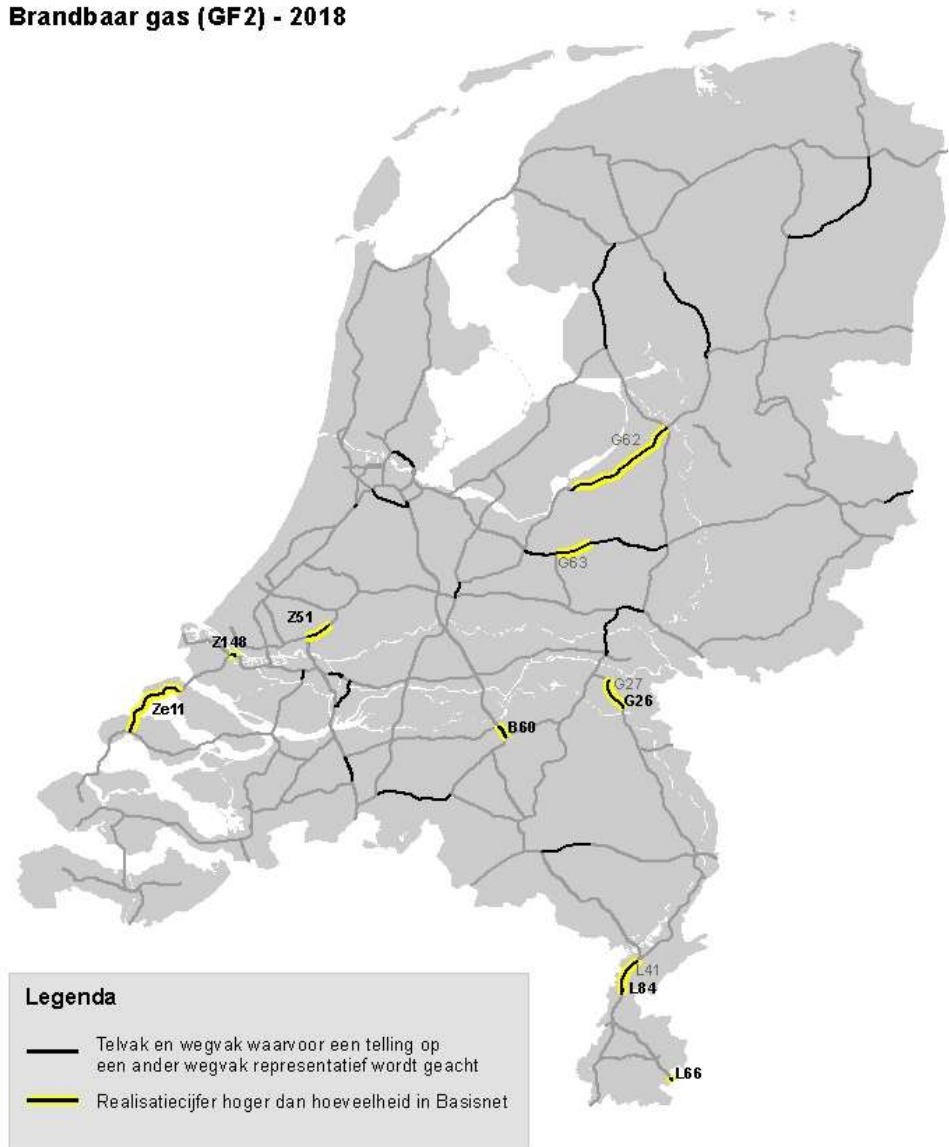 Brandbaar gas (GF2) - 2018
G62
G63
Z51
Z148
Ze11
G27
G26
B60
L41
L84
L66
Legenda
Telvak en wegvak waarvoor een telling op
een ander wegvak representatief wordt geacht
Realisatiecijfer hoger dan hoeveelheid in Basisnet